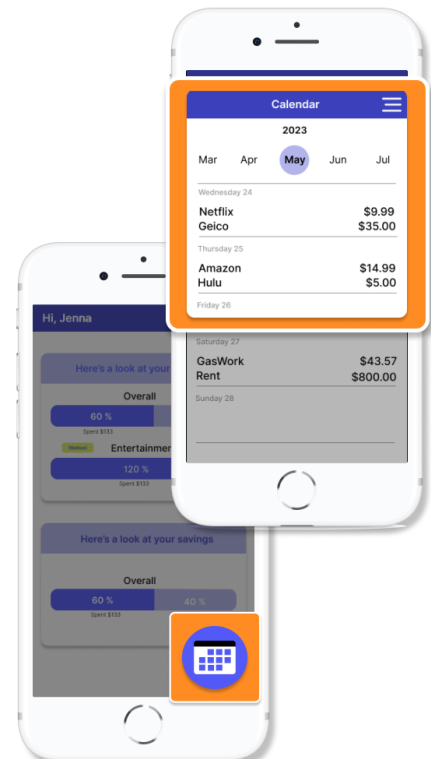 Calendar
2023
Mar Apr May Jun Jul
Wednesday 24
Netflix $9.99
Geico $35.00
Thursday 25
Amazon $14.99
Hulu $5.00
Friday 26
Saturday 27
GasWork $43.57
Rent $800.00
Sunday 28
Hi, Jenna
Here's a look at your
Overall
60 %
Spent $133
Entertainmen
120 %
Spent $133
Here's a look at your savings
Overall
60 % 40 %
Spent $133